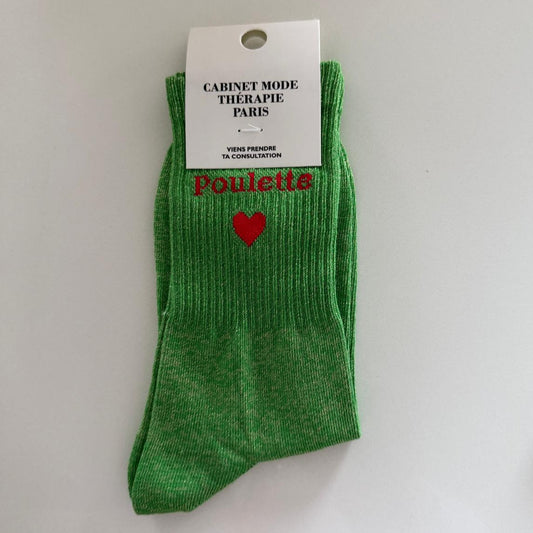 CABINET MODE
THÉRAPIE
PARIS
VIENS PRENDRE
TA CONSULTATION
Poulette